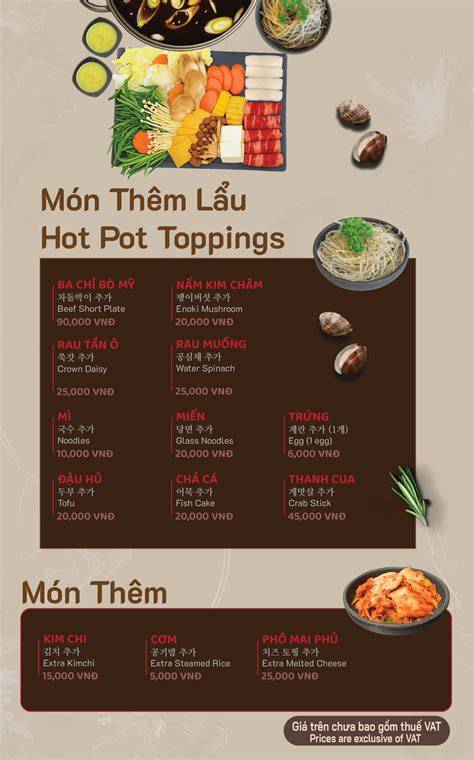 Món Thêm Lẩu
Hot Pot Toppings
BA CHỈ BÒ MỸ
차돌박이 추가
Beef Short Plate
90,000 VNĐ
NẤM KIM CHÂM
팽이버섯 추가
Enoki Mushroom
20,000 VNĐ
RAU TẦN Ô
쑥갓 추가
Crown Daisy
25,000 VNĐ
RAU MUỐNG
공심채 추가
Water Spinach
25,000 VNĐ
MÌ
국수 추가
Noodles
10,000 VNĐ
MIẾN
당면 추가
Glass Noodles
20,000 VNĐ
TRỨNG
계란 추가 (1개)
Egg (1 egg)
6,000 VNĐ
ĐẬU HỦ
두부 추가
Tofu
20,000 VNĐ
CHẢ CÁ
어묵 추가
Fish Cake
20,000 VNĐ
THANH CUA
게맛살 추가
Crab Stick
45,000 VNĐ
Món Thêm
KIM CHI
김치 추가
Extra Kimchi
15,000 VNĐ
CƠM
공기밥 추가
Extra Steamed Rice
5,000 VNĐ
PHÔ MAI PHỦ
치즈 토핑 추가
Extra Melted Cheese
25,000 VNĐ
Giá trên chưa bao gồm thuế VAT
Prices are exclusive of VAT